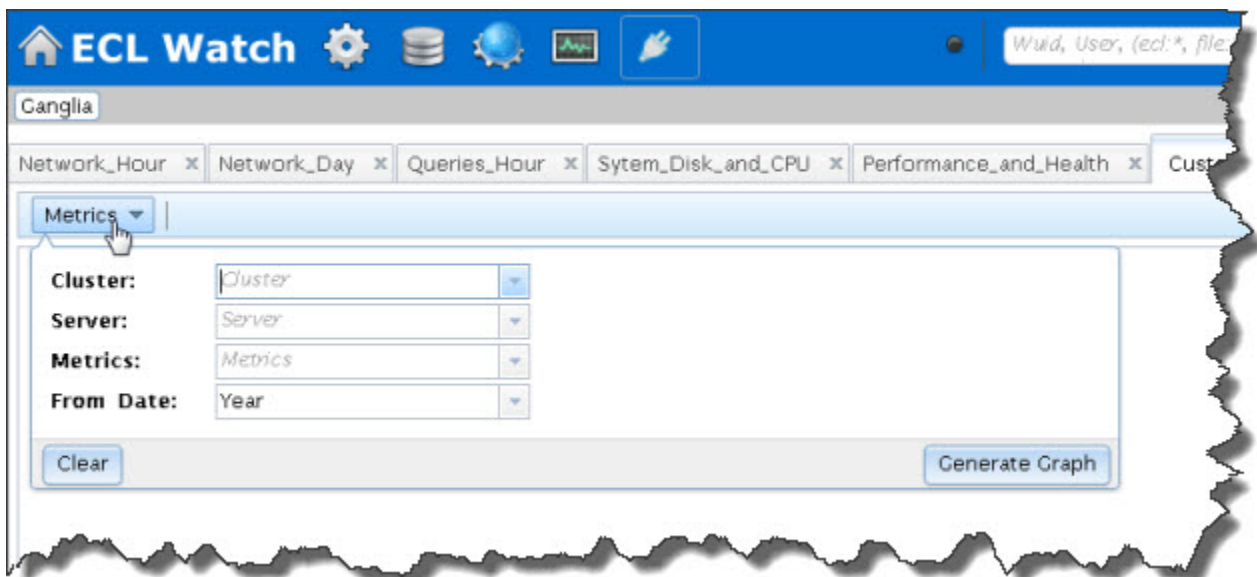 ECL Watch Wuid, User, (ecl:*, file:
Ganglia
Network_Hour x Network_Day x Queries_Hour x Sytem_Disk_and_CPU x Performance_and_Health x Cust
Metrics
Cluster: Cluster
Server: Server
Metrics: Metrics
From Date: Year
Clear Generate Graph